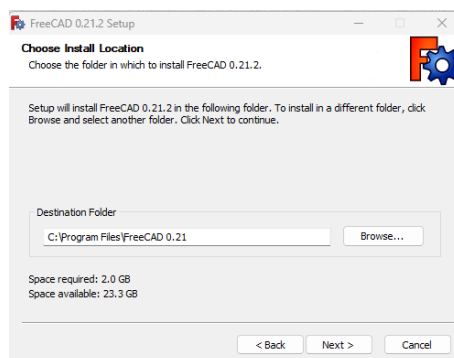 FreeCAD 0.21.2 Setup
Choose Install Location
Choose the folder in which to install FreeCAD 0.21.2.
Setup will install FreeCAD 0.21.2 in the following folder. To install in a different folder, click
Browse and select another folder. Click Next to continue.
Destination Folder
C:\Program Files\FreeCAD 0.21
Browse...
Space required: 2.0 GB
Space available: 23.3 GB
< Back
Next >
Cancel